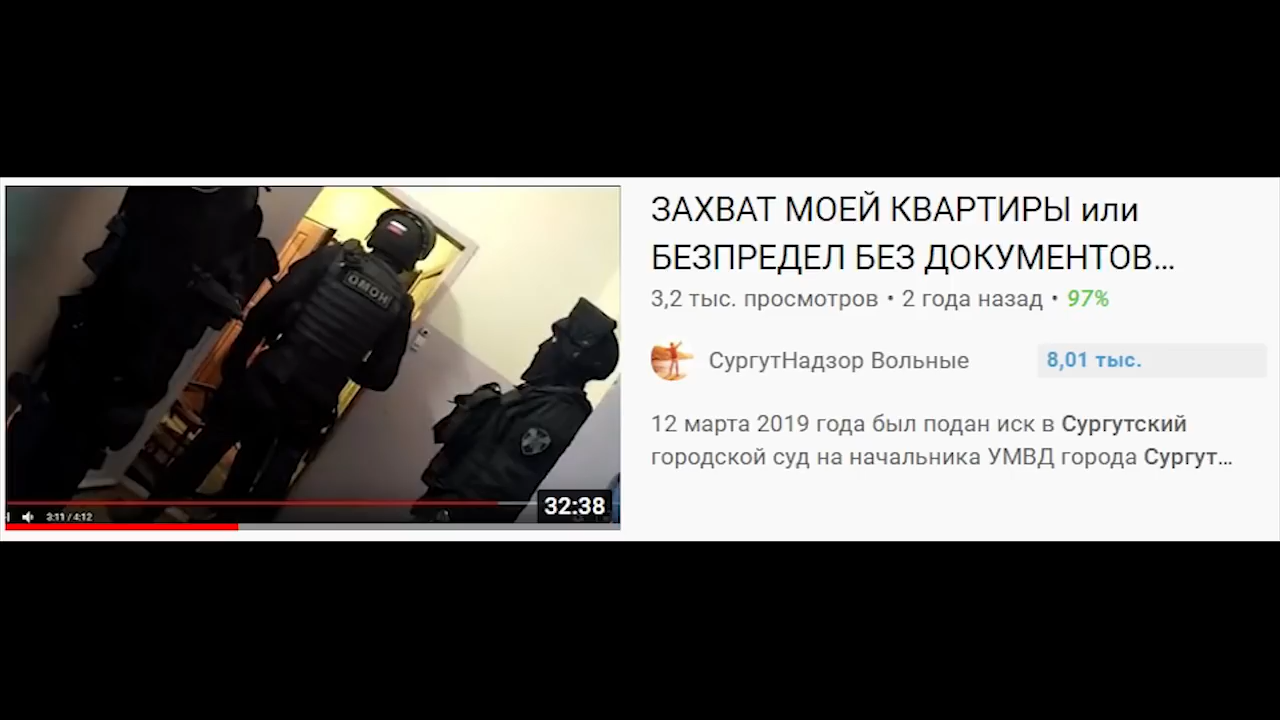 ОМОН
3:11 / 4:12
32:38
ЗАХВАТ МОЕЙ КВАРТИРЫ или
БЕЗПРЕДЕЛ БЕЗ ДОКУМЕНТОВ...
3,2 тыс. просмотров • 2 года назад • 97%
СургутНадзор Вольные
8,01 тыс.
12 марта 2019 года был подан иск в Сургутский
городской суд на начальника УМВД города Сургут...